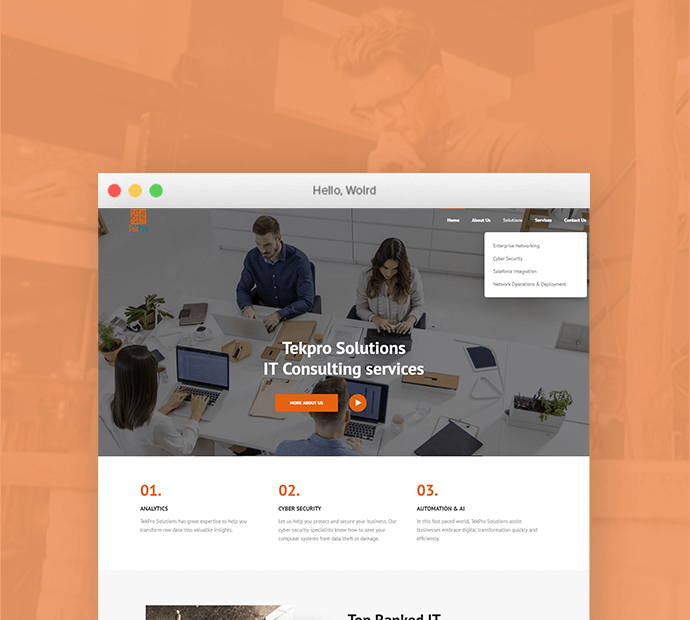 Hello, Wolrd
Home About Us Solutions Services Contact Us
Enterprise Networking
Cyber Security
Salesforce Integration
Network Operations & Deployment
Tekpro Solutions
IT Consulting services
MORE ABOUT US
01.
ANALYTICS
TekPro Solutions has great expertise to help you
transform raw data into valuable insights.
02.
CYBER SECURITY
Let us help you protect and secure your business. Our
cyber security specialists know how to save your
computer systems from data theft or damage.
03.
AUTOMATION & AI
In this fast paced world, TekPro Solutions assist
businesses embrace digital transformation quickly and
efficiently.
Top Ranked IT